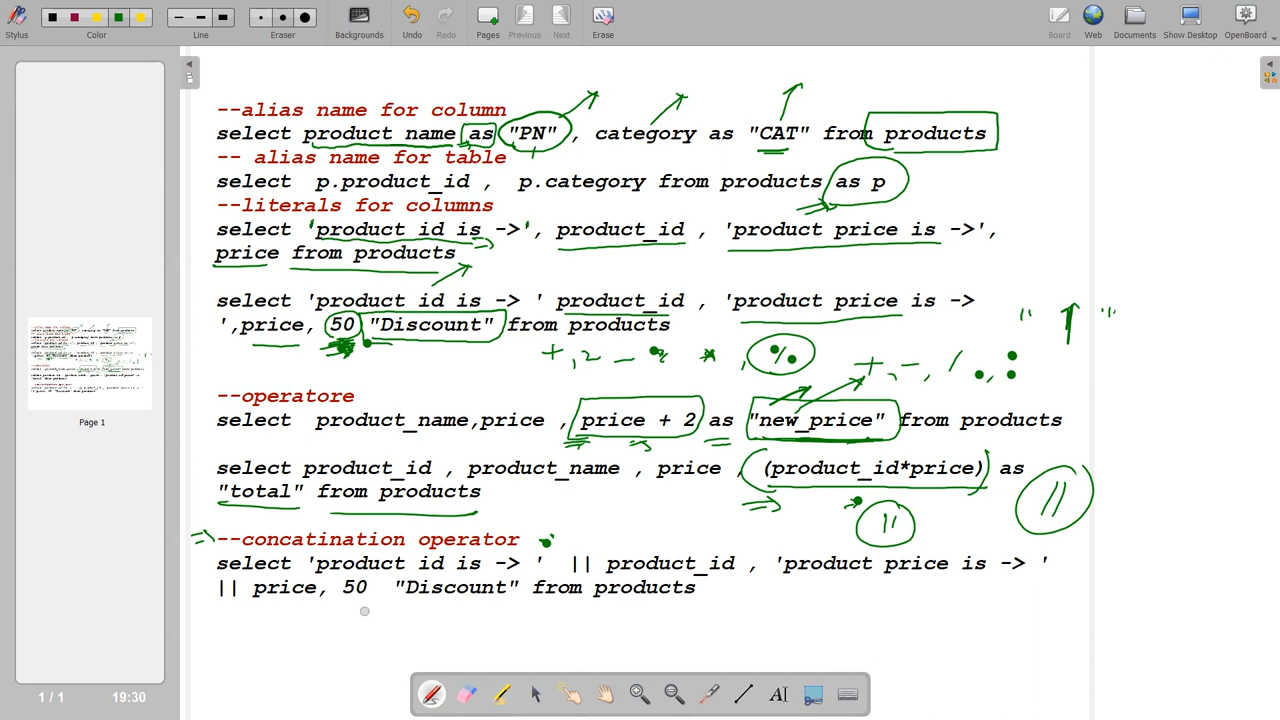 Stylus
Color
Line
Eraser
Backgrounds
Undo
Redo
Pages
Previous
Next
Erase
Board
Web
Documents
Show Desktop
OpenBoard
--alias name for column
select product name as "PN" , category as "CAT" from products
-- alias name for table
select p.product_id , p.category from products as p
--literals for columns
select 'product id is ->', product_id , 'product price is ->',
price from products
select 'product id is -> ' product_id , 'product price is ->
',price, 50 "Discount" from products
" "
+, 2 - * , %
+, -, / , :
--operatore
select product_name,price , price + 2 as "new_price" from products
select product_id , product_name , price , (product_id*price) as
"total" from products
--concatination operator
select 'product id is -> ' || product_id , 'product price is -> '
|| price, 50 "Discount" from products
Page 1
1 / 1
19:30